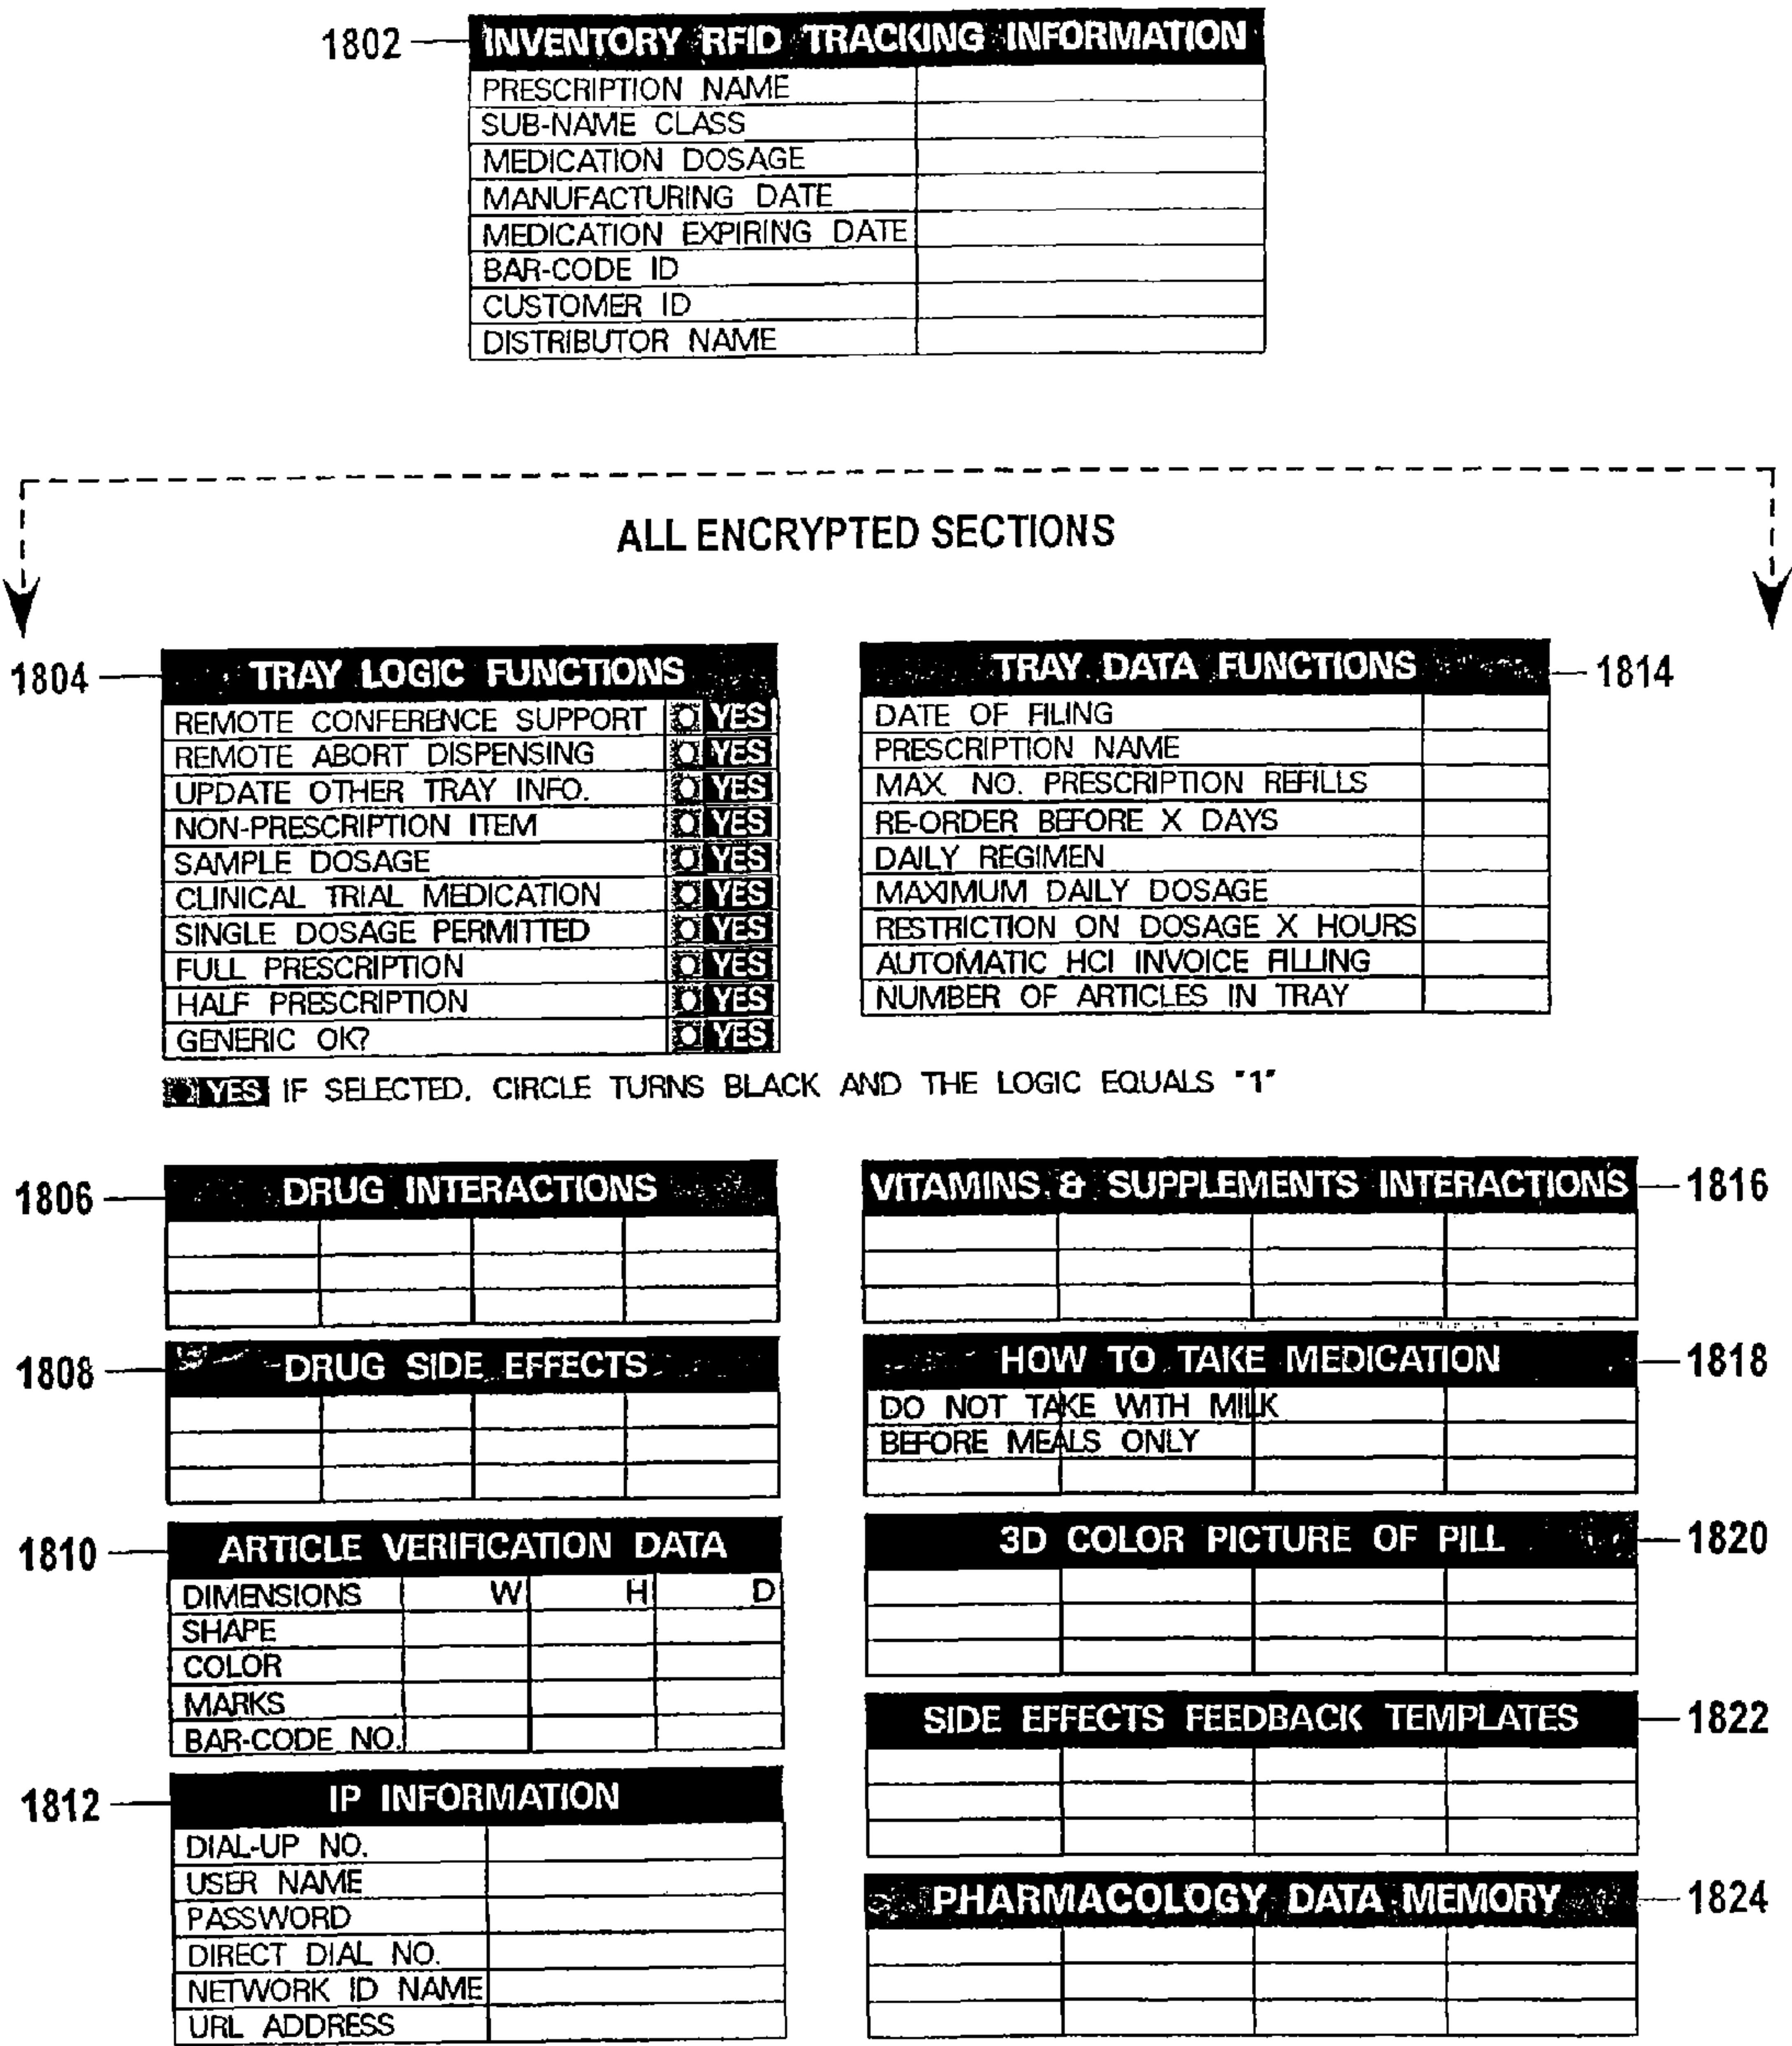 1802
INVENTORY RFID TRACKING INFORMATION
PRESCRIPTION NAME
SUB-NAME CLASS
MEDICATION DOSAGE
MANUFACTURING DATE
MEDICATION EXPIRING DATE
BAR-CODE ID
CUSTOMER ID
DISTRIBUTOR NAME
ALL ENCRYPTED SECTIONS
1804
TRAY LOGIC FUNCTIONS
REMOTE CONFERENCE SUPPORT YES
REMOTE ABORT DISPENSING YES
UPDATE OTHER TRAY INFO. YES
NON-PRESCRIPTION ITEM YES
SAMPLE DOSAGE YES
CLINICAL TRIAL MEDICATION YES
SINGLE DOSAGE PERMITTED YES
FULL PRESCRIPTION YES
HALF PRESCRIPTION YES
GENERIC OK? YES
TRAY DATA FUNCTIONS
1814
DATE OF FILING
PRESCRIPTION NAME
MAX. NO. PRESCRIPTION REFILLS
RE-ORDER BEFORE X DAYS
DAILY REGIMEN
MAXIMUM DAILY DOSAGE
RESTRICTION ON DOSAGE X HOURS
AUTOMATIC HCI INVOICE FILLING
NUMBER OF ARTICLES IN TRAY
YES IF SELECTED, CIRCLE TURNS BLACK AND THE LOGIC EQUALS "1"
1806
DRUG INTERACTIONS
VITAMINS & SUPPLEMENTS INTERACTIONS
1816
1808
DRUG SIDE EFFECTS
HOW TO TAKE MEDICATION
1818
DO NOT TAKE WITH MILK
BEFORE MEALS ONLY
1810
ARTICLE VERIFICATION DATA
DIMENSIONS W H D
SHAPE
COLOR
MARKS
BAR-CODE NO.
3D COLOR PICTURE OF PILL
1820
SIDE EFFECTS FEEDBACK TEMPLATES
1822
1812
IP INFORMATION
DIAL-UP NO.
USER NAME
PASSWORD
DIRECT DIAL NO.
NETWORK ID NAME
URL ADDRESS
PHARMACOLOGY DATA MEMORY
1824